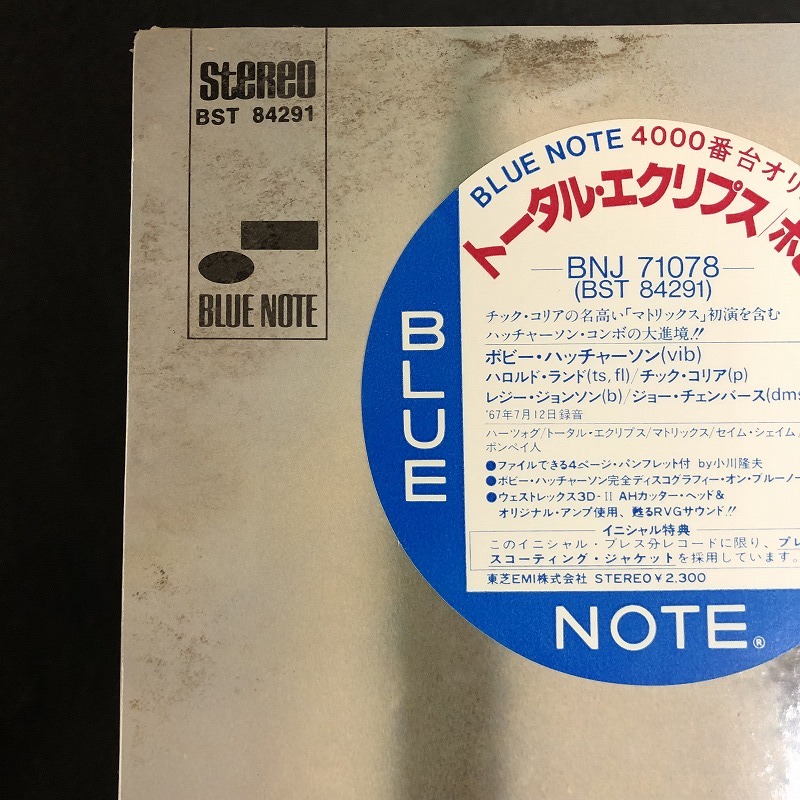 stereo
BST 84291
BLUE NOTE
BLUE NOTE 4000番台オリ
トータル・エクリプス/ボ
BNJ 71078
(BST 84291)
チック・コリアの名高い「マトリックス」初演を含む
ハッチャーソン・コンボの大進境!!
ボビー・ハッチャーソン(vib)
ハロルド・ランド(ts, fl)/チック・コリア(p)
レジー・ジョンソン(b)/ジョー・チェンバース(dms
'67年7月12日録音
ハーツォグ/トータル・エクリプス/マトリックス/セイム・シェイム/
ポンペイ人
●ファイルできる4ページ・パンフレット付 by小川隆夫
●ボビー・ハッチャーソン完全ディスコグラフィー・オン・ブルーノー
●ウェストレックス3D-II AHカッター・ヘッド&
オリジナル・アンプ使用、甦るRVGサウンド!!
イニシャル特典
このイニシャル・プレス分レコードに限り、プレ
スコーティング・ジャケットを採用しています。
東芝EMI株式会社 STEREO ¥2,300
BLUE
NOTE®